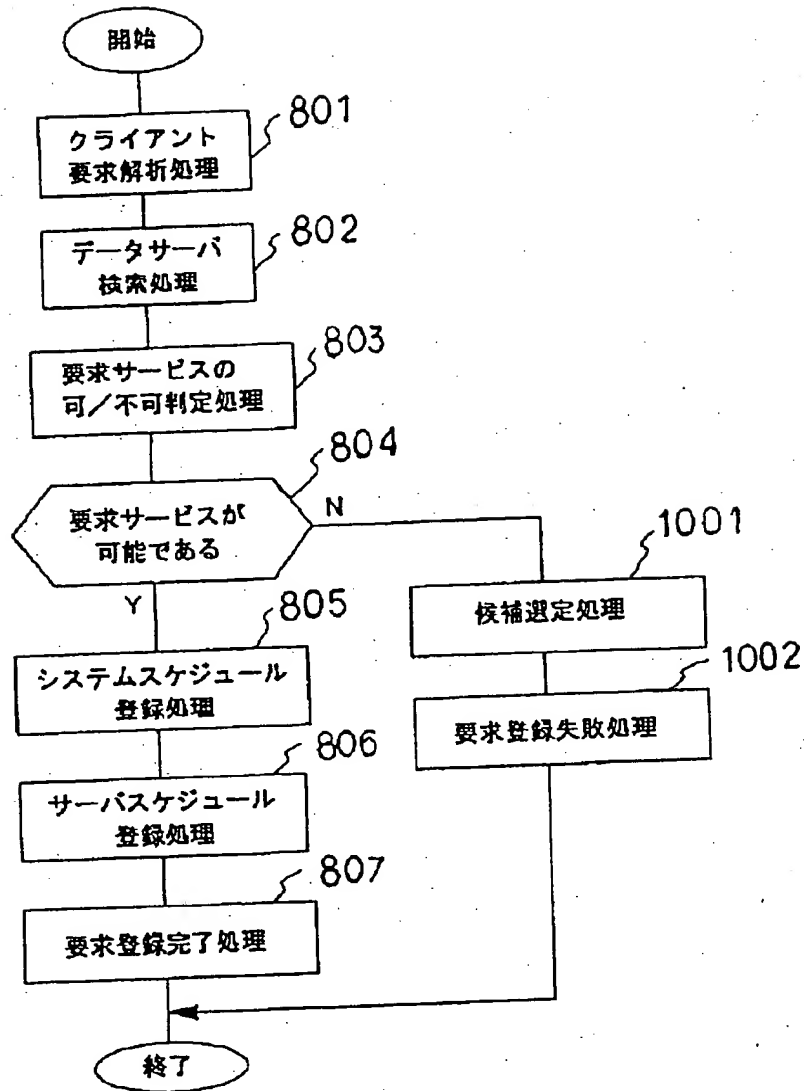 開始
801
クライアント
要求解析処理
802
データサーバ
検索処理
803
要求サービスの
可/不可判定処理
804
要求サービスが
可能である
N
Y
805
システムスケジュール
登録処理
806
サーバスケジュール
登録処理
807
要求登録完了処理
1001
候補選定処理
1002
要求登録失敗処理
終了